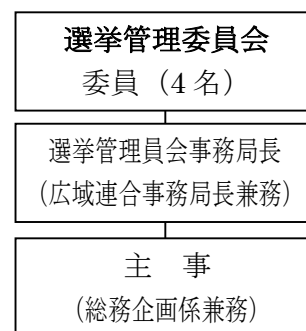 選挙管理委員会
委員（4名）
選挙管理員会事務局長
（広域連合事務局長兼務）
主　事
（総務企画係兼務）